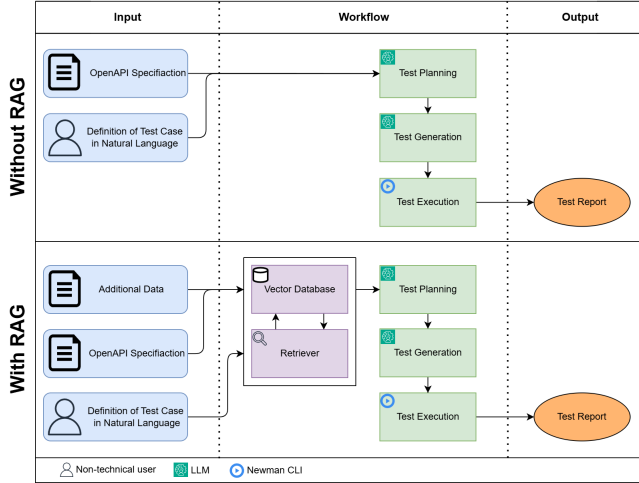 Input
Workflow
Output
Without RAG
OpenAPI Specifiaction
Definition of Test Case
in Natural Language
Test Planning
Test Generation
Test Execution
Test Report
With RAG
Additional Data
OpenAPI Specifiaction
Definition of Test Case
in Natural Language
Vector Database
Retriever
Test Planning
Test Generation
Test Execution
Test Report
Non-technical user
LLM
Newman CLI